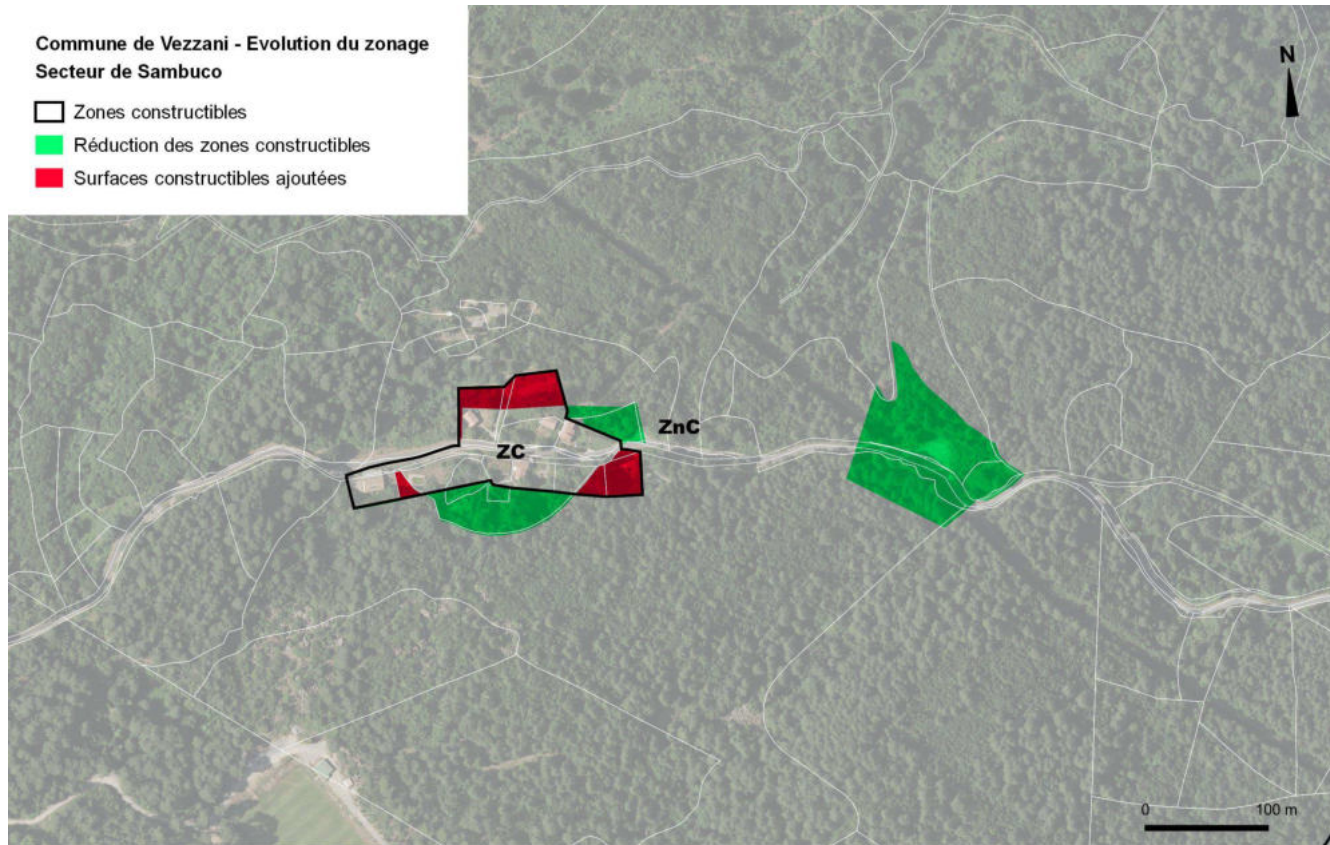 Commune de Vezzani - Evolution du zonage
Secteur de Sambuco
Zones constructibles
Réduction des zones constructibles
Surfaces constructibles ajoutées
N
ZnC
ZC
0 100 m